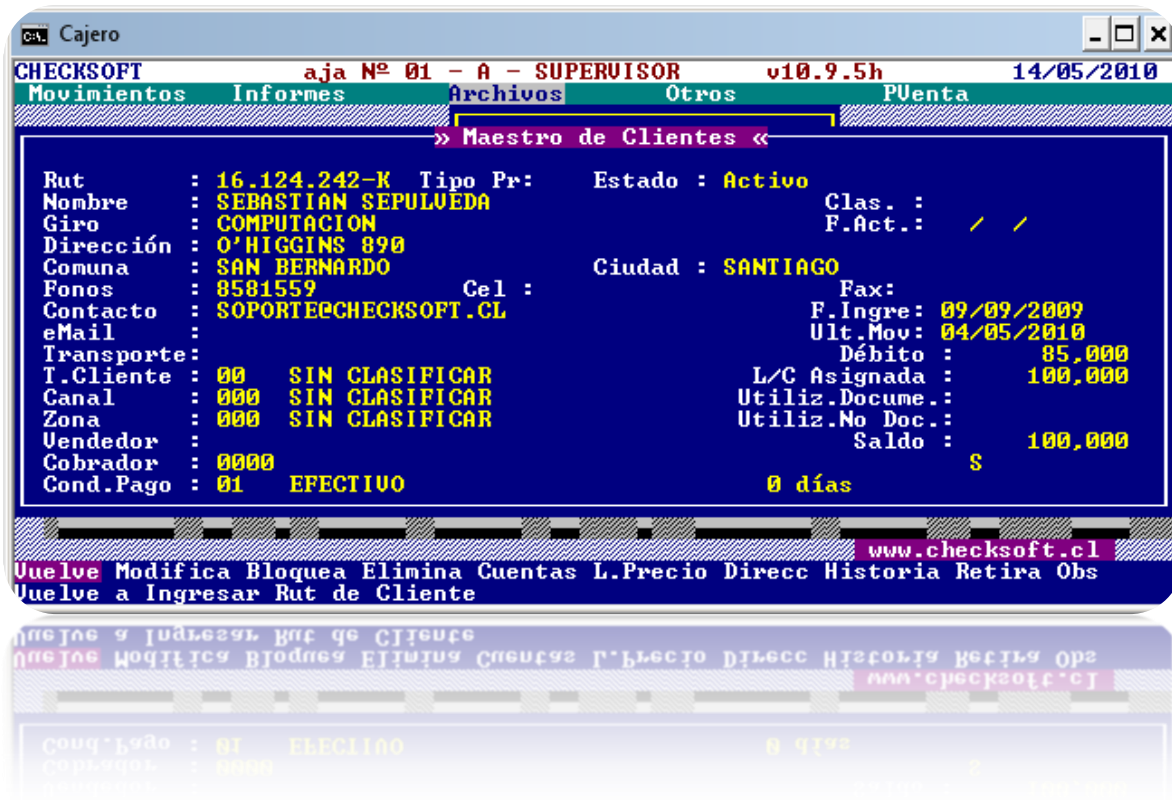 Cajero
CHECKSOFT aja Nº 01 - A - SUPERVISOR v10.9.5h 14/05/2010
Movimientos Informes Archivos Otros PVenta
» Maestro de Clientes «
Rut : 16.124.242-K Tipo Pr: Estado : Activo
Nombre : SEBASTIAN SEPULVEDA Clas. :
Giro : COMPUTACION F.Act.: / /
Dirección : O'HIGGINS 890
Comuna : SAN BERNARDO Ciudad : SANTIAGO
Fonos : 8581559 Cel : Fax:
Contacto : SOPORTE@CHECKSOFT.CL F.Ingre: 09/09/2009
eMail : Ult.Mov: 04/05/2010
Transporte: Débito : 85,000
T.Cliente : 00 SIN CLASIFICAR L/C Asignada : 100,000
Canal : 000 SIN CLASIFICAR Utiliz.Docume.:
Zona : 000 SIN CLASIFICAR Utiliz.No Doc.:
Vendedor : Saldo : 100,000
Cobrador : 0000 S
Cond.Pago : 01 EFECTIVO 0 días
www.checksoft.cl
Vuelve Modifica Bloquea Elimina Cuentas L.Precio Direcc Historia Retira Obs
Vuelve a Ingresar Rut de Cliente